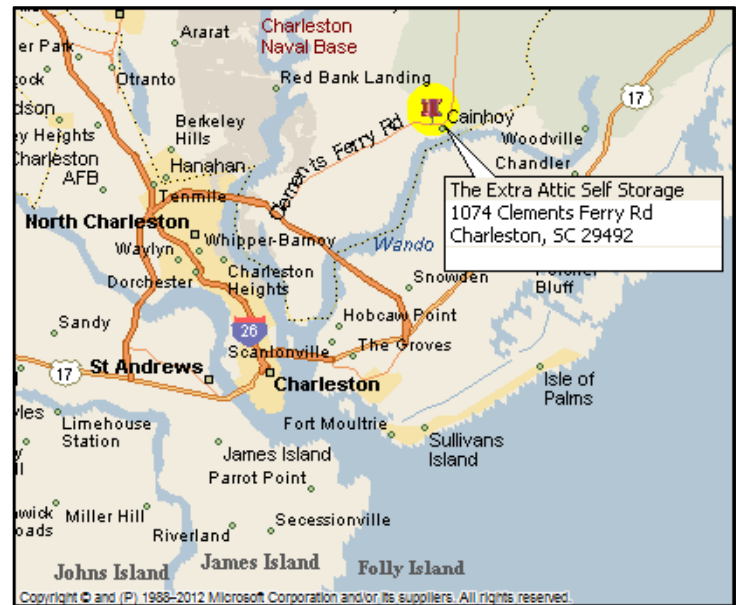 Ararat
Charleston
Naval Base
er Park
Otranto
Red Bank Landing
ock
17
dson
Berkeley
Hills
Cainhoy
ey Heights
Woodville
Charleston
AFB
Hanahan
Clements Ferry Rd
Chandler
Tenmile
The Extra Attic Self Storage
1074 Clements Ferry Rd
Charleston, SC 29492
North Charleston
Whipper-Barnoy
Waylyn
Wando
Dorchester
Charleston
Heights
Snowden
Bluff
Hobcaw Point
Sandy
26
Scanlonville
The Groves
17
St Andrews
Charleston
Isle of
Palms
yles
Limehouse
Station
Fort Moultrie
Sullivans
Island
James Island
Parrot Point
nwick
oads
Miller Hill
Riverland
Secessionville
Johns Island
James Island
Folly Island
Copyright © and (P) 1988–2012 Microsoft Corporation and/or its suppliers. All rights reserved.